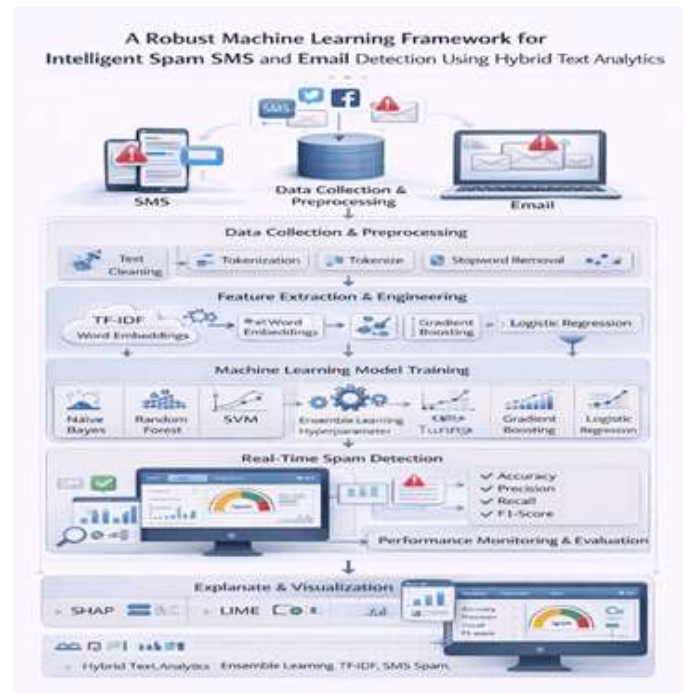 A Robust Machine Learning Framework for
Intelligent Spam SMS and Email Detection Using Hybrid Text Analytics
SMS
SMS
Data Collection &
Preprocessing
Email
Data Collection & Preprocessing
Text
Cleaning
Tokenization
Tokenize
Stopword Removal
Feature Extraction & Engineering
TF-IDF
Word Embeddings
Word
Embeddings
Gradient
Boosting
Logistic Regression
Machine Learning Model Training
Naïve
Bayes
Random
Forest
SVM
Ensemble Learning
Hyperparameter
Gradient
Boosting
Logistic
Regression
Real-Time Spam Detection
Accuracy
Precision
Recall
F1-Score
Performance Monitoring & Evaluation
Explanate & Visualization
SHAP
LIME
Hybrid Text,Analytics Ensemble Learning, TF-IDF, SMS Spam,